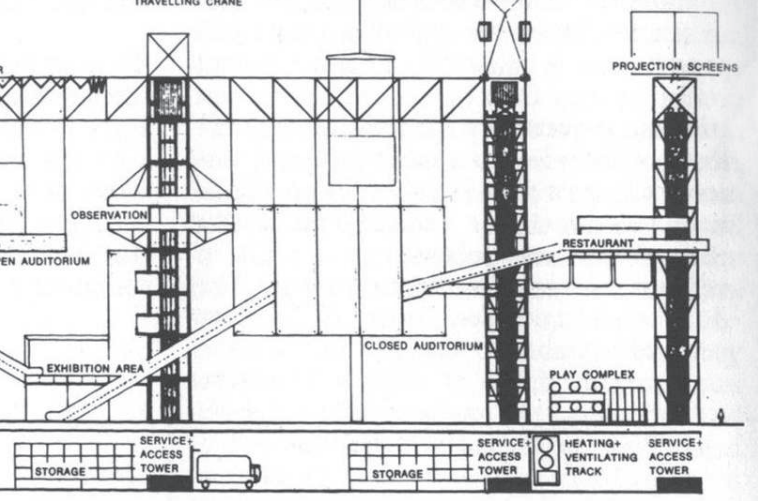 TRAVELLING CRANE
PROJECTION SCREENS
OBSERVATION
RESTAURANT
AUDITORIUM
CLOSED AUDITORIUM
EXHIBITION AREA
PLAY COMPLEX
STORAGE
SERVICE+
ACCESS
TOWER
STORAGE
SERVICE+
ACCESS
TOWER
HEATING+
VENTILATING
TRACK
SERVICE+
ACCESS
TOWER